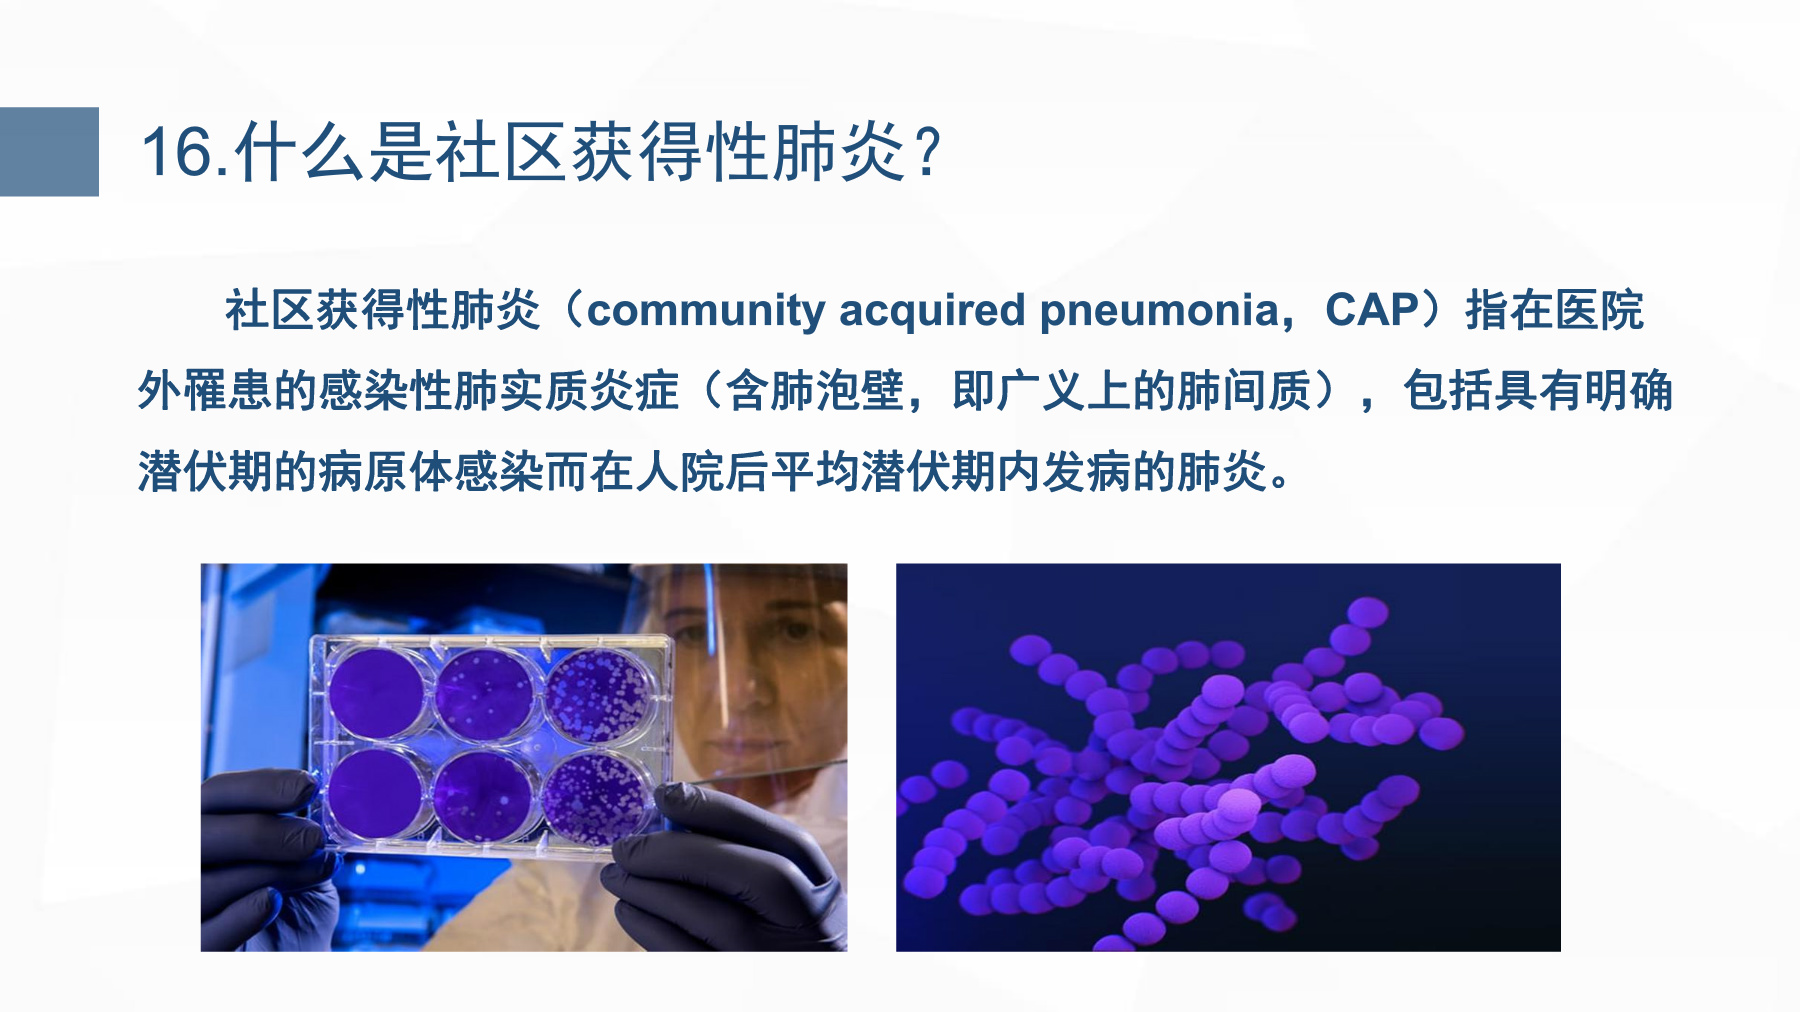 16.什么是社区获得性肺炎？
社区获得性肺炎（community acquired pneumonia，CAP）指在医院
外罹患的感染性肺实质炎症（含肺泡壁，即广义上的肺间质），包括具有明确
潜伏期的病原体感染而在人院后平均潜伏期内发病的肺炎。